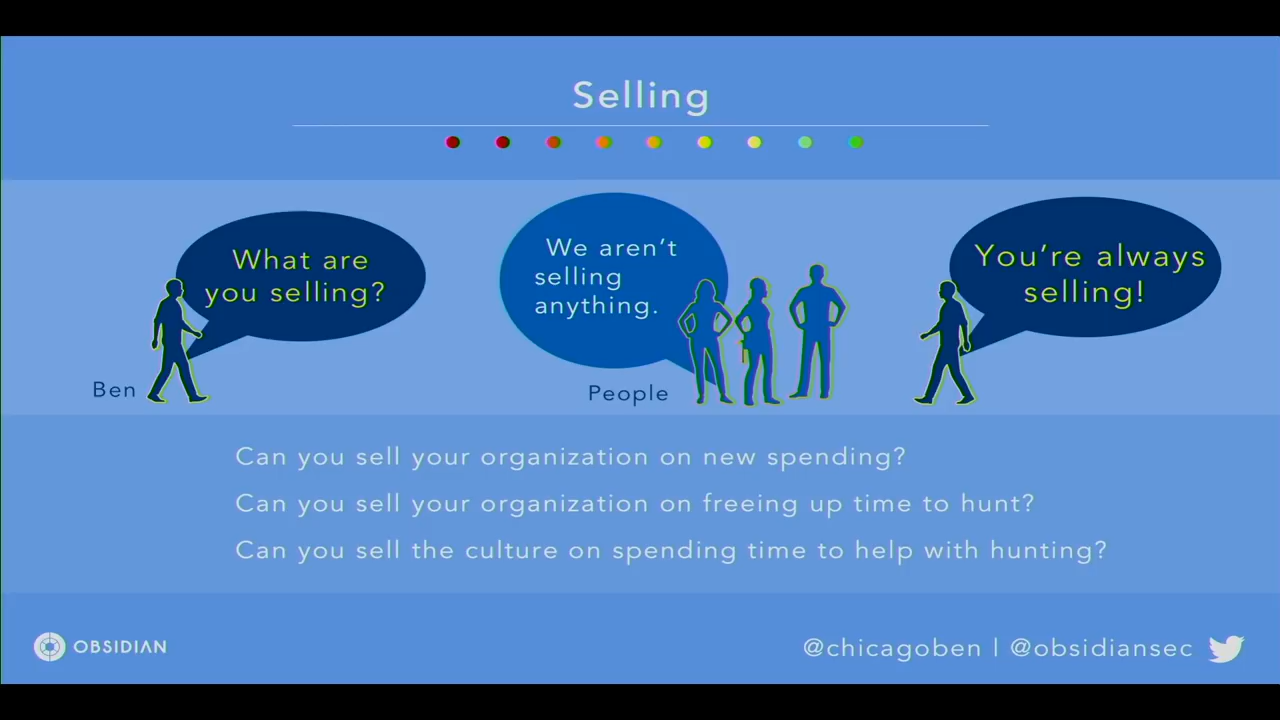 Selling
What are
you selling?
We aren't
selling
anything.
You're always
selling!
Ben
People
Can you sell your organization on new spending?
Can you sell your organization on freeing up time to hunt?
Can you sell the culture on spending time to help with hunting?
OBSIDIAN
@chicagoben | @obsidiansec